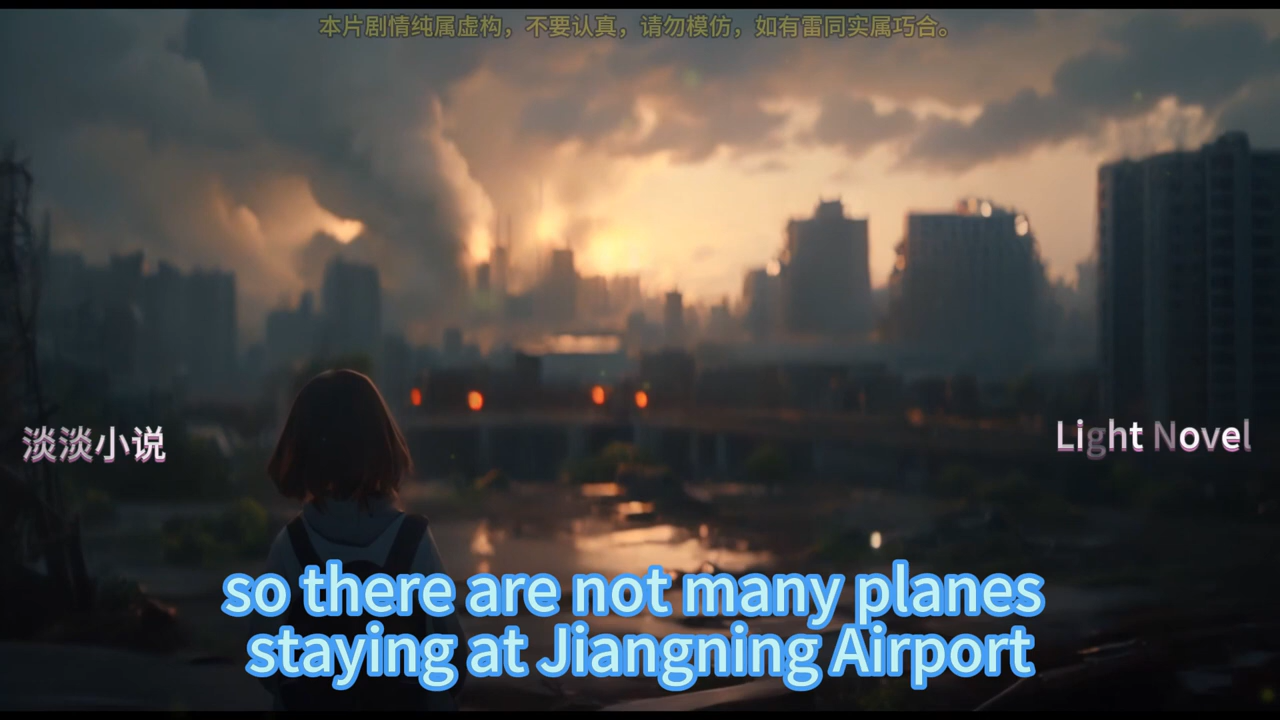 本片剧情纯属虚构，不要认真，请勿模仿，如有雷同实属巧合。
淡淡小说
Light Novel
so there are not many planes
staying at Jiangning Airport